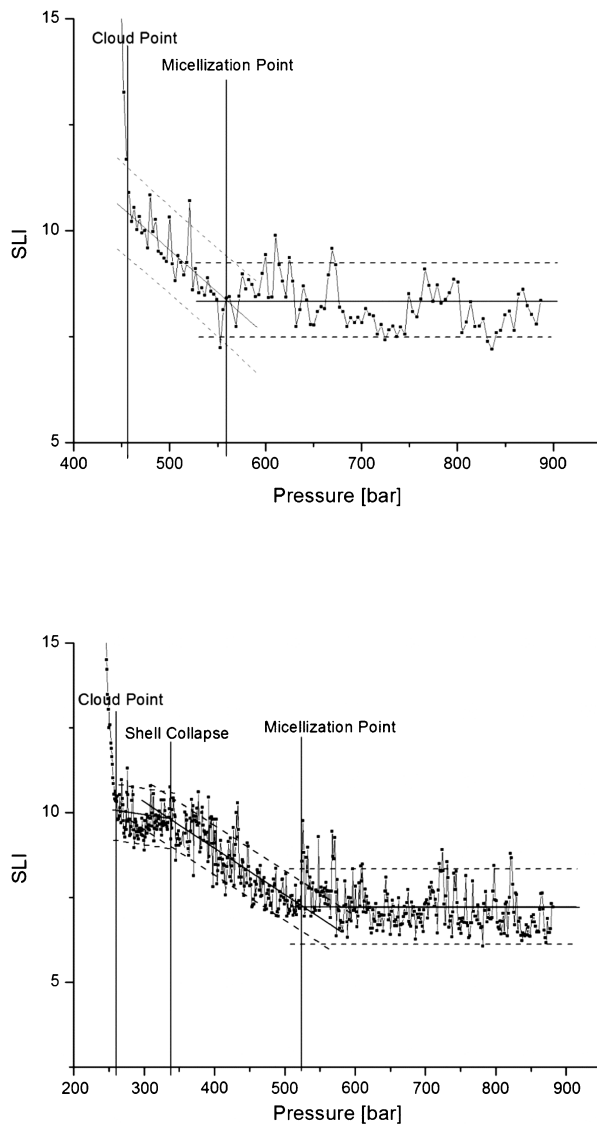 15
Cloud Point
Micellization Point
10
SLI
5
400 500 600 700 800 900
Pressure [bar]
15
Cloud Point
Shell Collapse
Micellization Point
10
SLI
5
200 300 400 500 600 700 800 900
Pressure [bar]